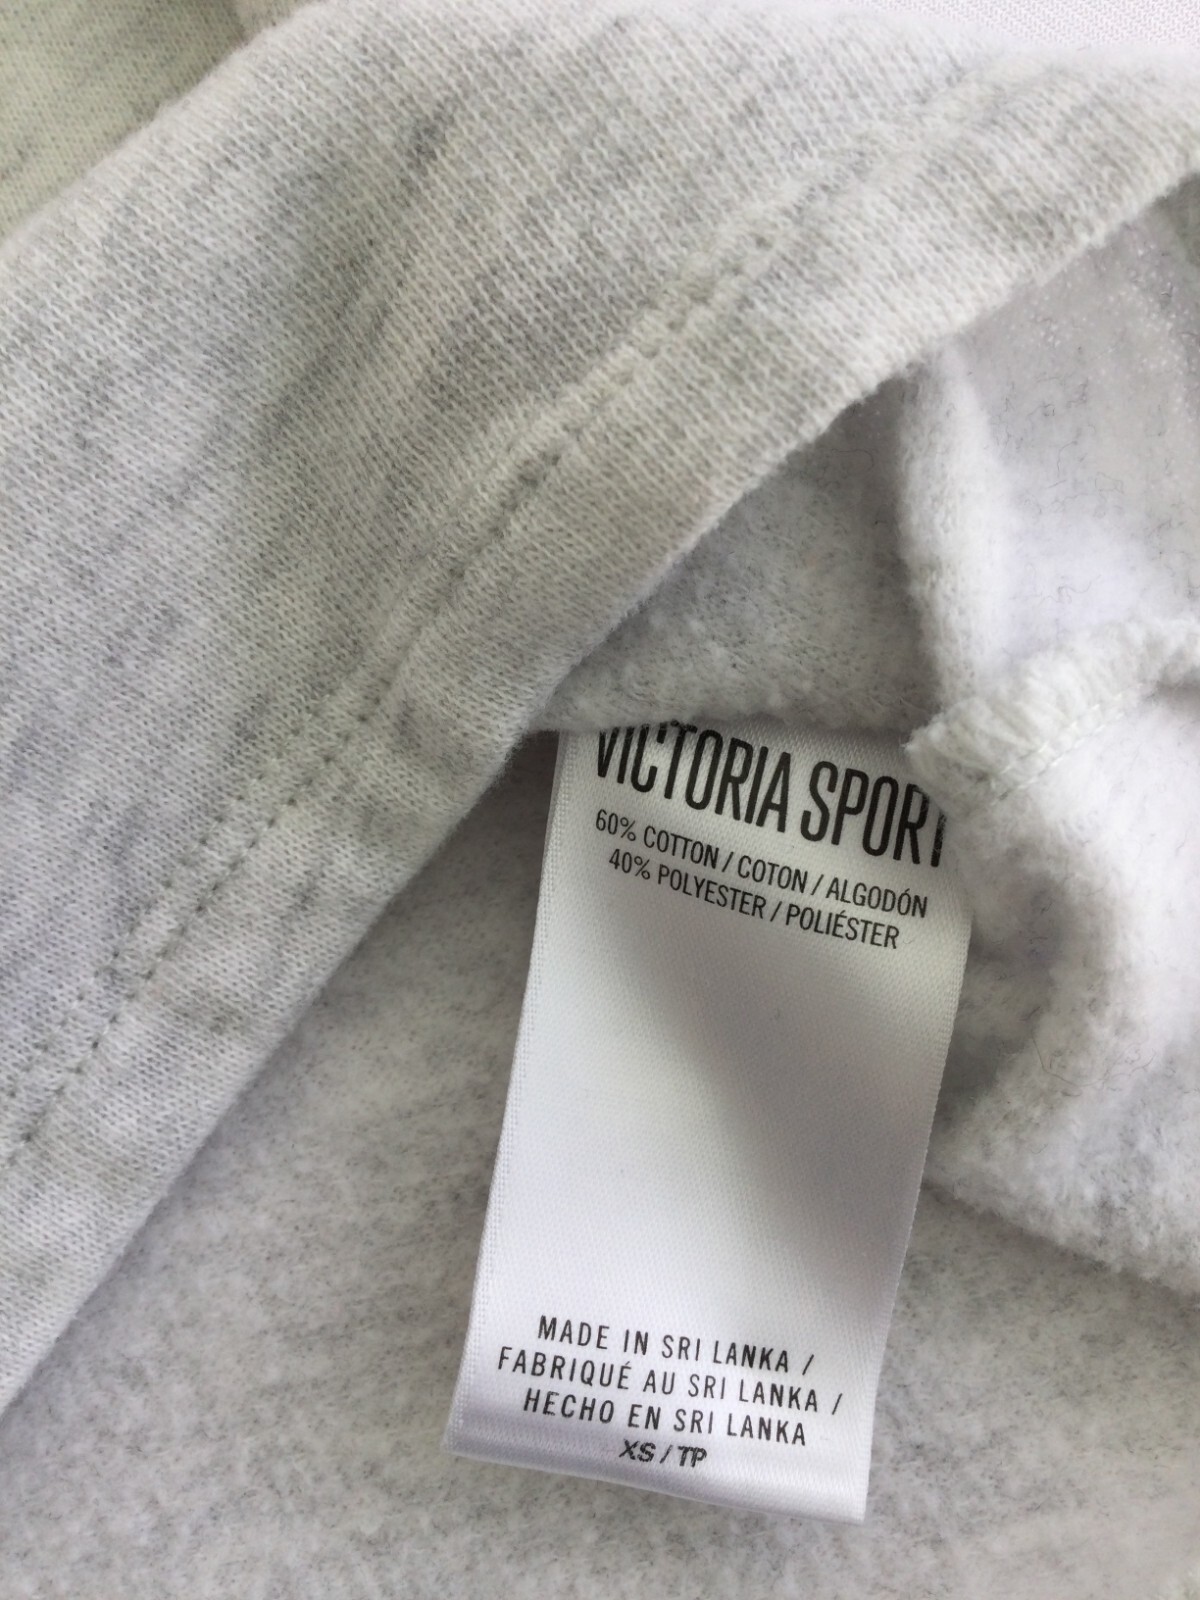 VICTORIA SPORT
60% COTTON / COTON / ALGODÓN
40% POLYESTER / POLIÉSTER
MADE IN SRI LANKA /
FABRIQUÉ AU SRI LANKA /
HECHO EN SRI LANKA
XS / TP